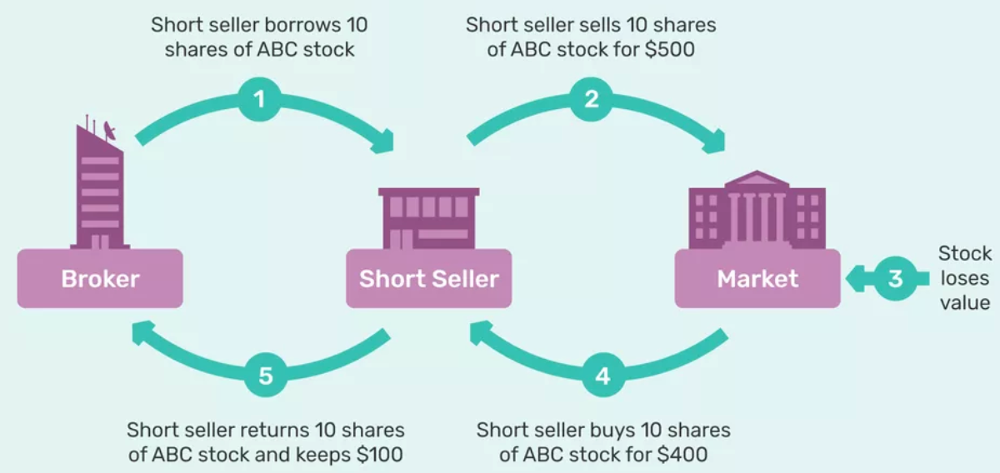 Short seller borrows 10
shares of ABC stock
Short seller sells 10 shares
of ABC stock for $500
1
2
Broker
Short Seller
Market
3
Stock
loses
value
5
4
Short seller returns 10 shares
of ABC stock and keeps $100
Short seller buys 10 shares
of ABC stock for $400